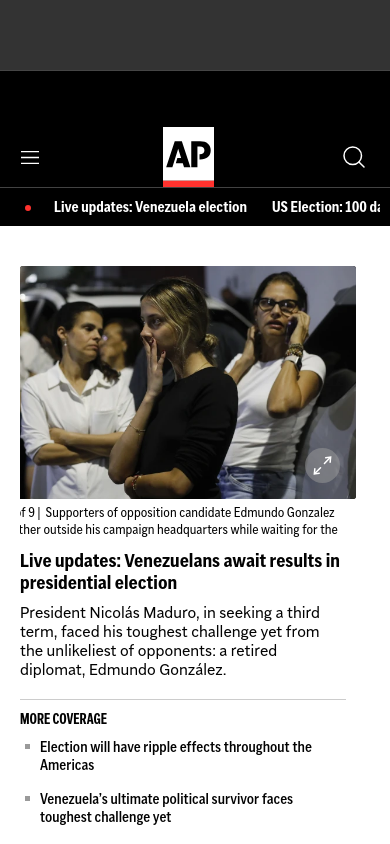 AP
Live updates: Venezuela election US Election: 100
of 9 | Supporters of opposition candidate Edmundo Gonzalez
ther outside his campaign headquarters while waiting for the
Live updates: Venezuelans await results in
presidential election
President Nicolás Maduro, in seeking a third
term, faced his toughest challenge yet from
the unlikeliest of opponents: a retired
diplomat, Edmundo González.
MORE COVERAGE
Election will have ripple effects throughout the
Americas
Venezuela's ultimate political survivor faces
toughest challenge yet